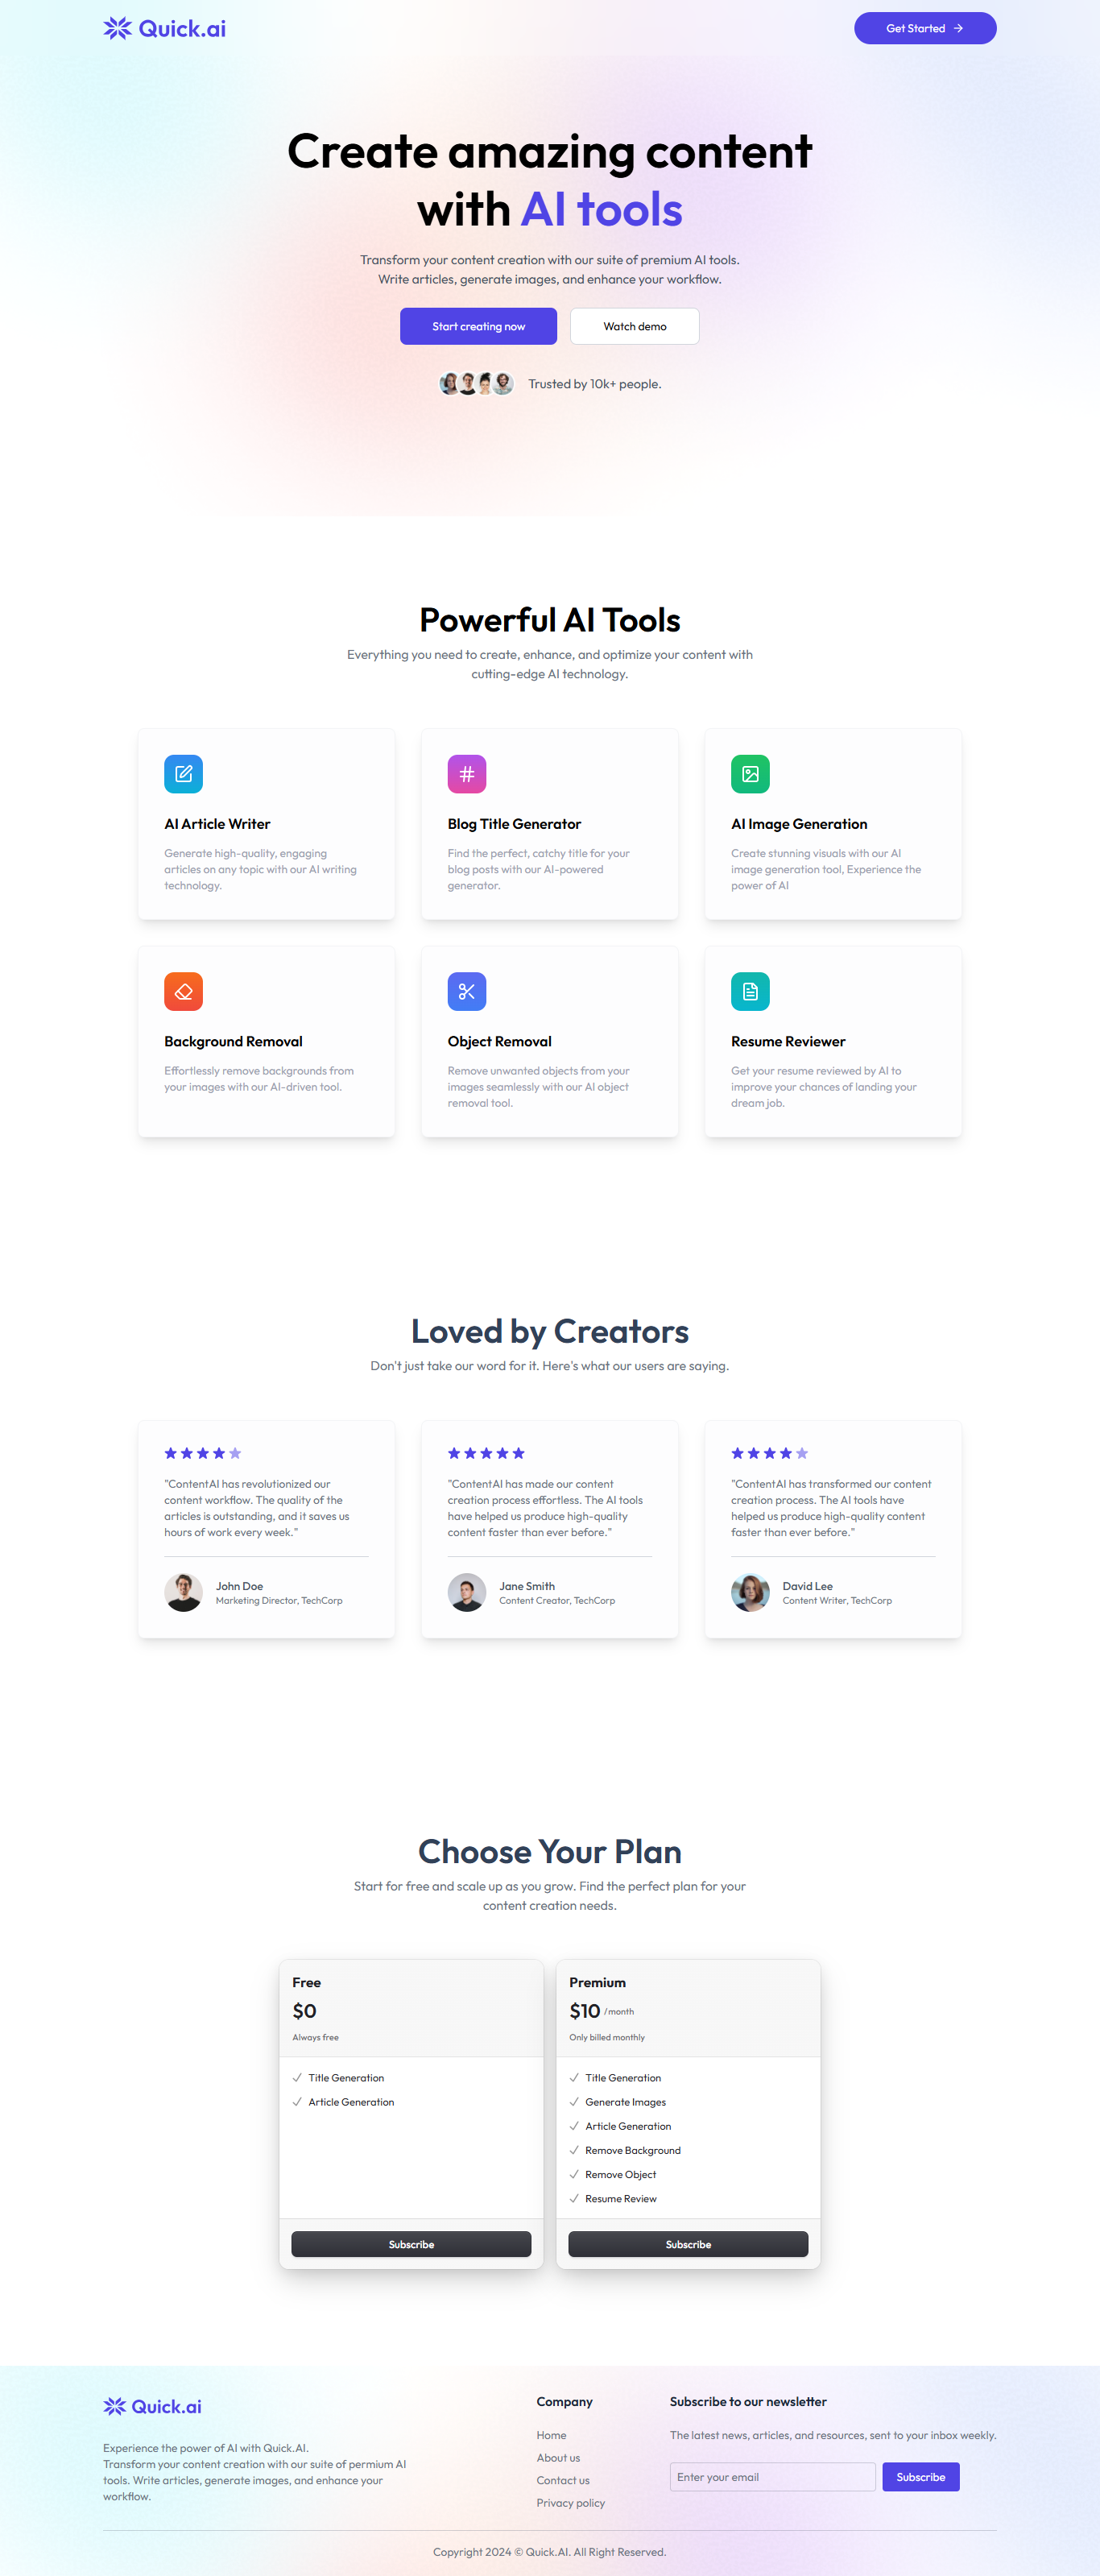 Quick.ai
Get Started
Create amazing content
with AI tools
Transform your content creation with our suite of premium AI tools.
Write articles, generate images, and enhance your workflow.
Start creating now
Watch demo
Trusted by 10k+ people.
Powerful AI Tools
Everything you need to create, enhance, and optimize your content with
cutting-edge AI technology.
AI Article Writer
Generate high-quality, engaging
articles on any topic with our AI writing
technology.
Blog Title Generator
Find the perfect, catchy title for your
blog posts with our AI-powered
generator.
AI Image Generation
Create stunning visuals with our AI
image generation tool, Experience the
power of AI
Background Removal
Effortlessly remove backgrounds from
your images with our AI-driven tool.
Object Removal
Remove unwanted objects from your
images seamlessly with our AI object
removal tool.
Resume Reviewer
Get your resume reviewed by AI to
improve your chances of landing your
dream job.
Loved by Creators
Don't just take our word for it. Here's what our users are saying.
"ContentAI has revolutionized our
content workflow. The quality of the
articles is outstanding, and it saves us
hours of work every week."
John Doe
Marketing Director, TechCorp
"ContentAI has made our content
creation process effortless. The AI tools
have helped us produce high-quality
content faster than ever before."
Jane Smith
Content Creator, TechCorp
"ContentAI has transformed our content
creation process. The AI tools have
helped us produce high-quality content
faster than ever before."
David Lee
Content Writer, TechCorp
Choose Your Plan
Start for free and scale up as you grow. Find the perfect plan for your
content creation needs.
Free
$0
Always free
Title Generation
Article Generation
Subscribe
Premium
$10 /month
Only billed monthly
Title Generation
Generate Images
Article Generation
Remove Background
Remove Object
Resume Review
Subscribe
Quick.ai
Experience the power of AI with Quick.AI.
Transform your content creation with our suite of permium AI
tools. Write articles, generate images, and enhance your
workflow.
Company
Home
About us
Contact us
Privacy policy
Subscribe to our newsletter
The latest news, articles, and resources, sent to your inbox weekly.
Enter your email
Subscribe
Copyright 2024 © Quick.AI. All Right Reserved.